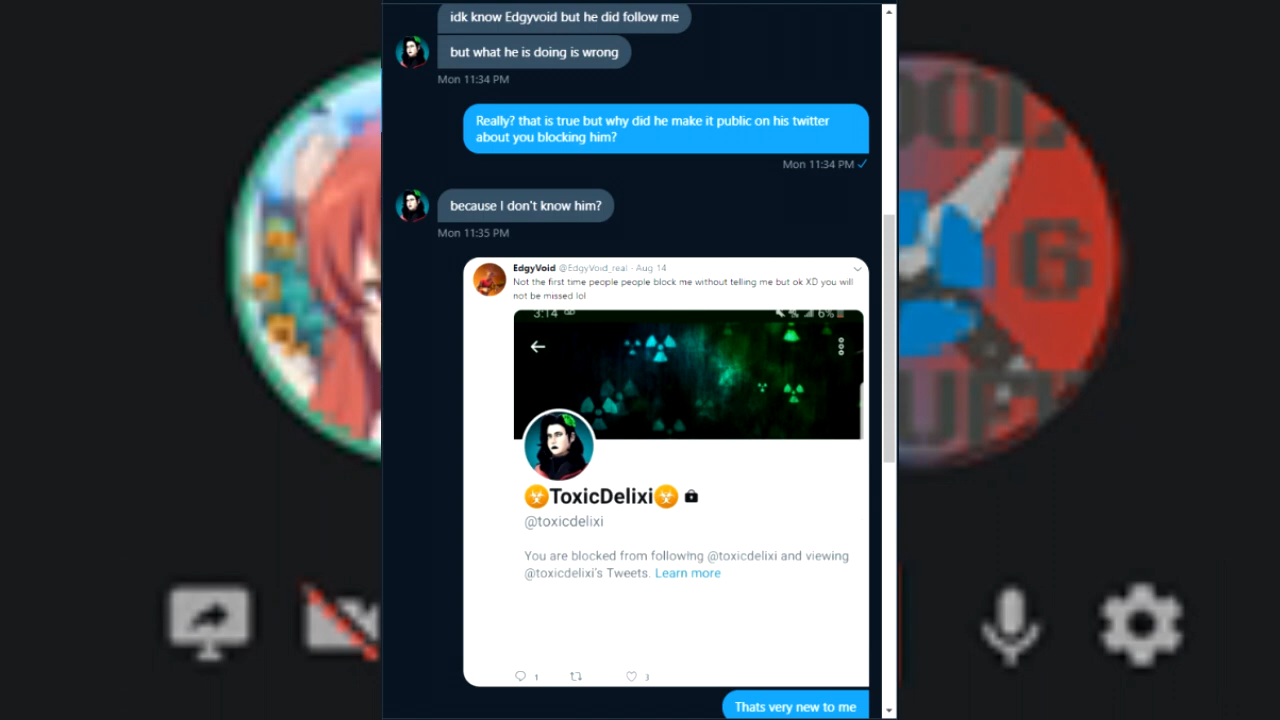 idk know Edgyvoid but he did follow me
but what he is doing is wrong
Mon 11:34 PM
Really? that is true but why did he make it public on his twitter
about you blocking him?
Mon 11:34 PM
because I don't know him?
Mon 11:35 PM
EdgyVoid @EdgyVoid_real · Aug 14
Not the first time people people block me without telling me but ok XD you will
not be missed lol
3:14 6%
ToxicDelixi
@toxicdelixi
You are blocked from following @toxicdelixi and viewing
@toxicdelixi's Tweets. Learn more
1 3
Thats very new to me
6